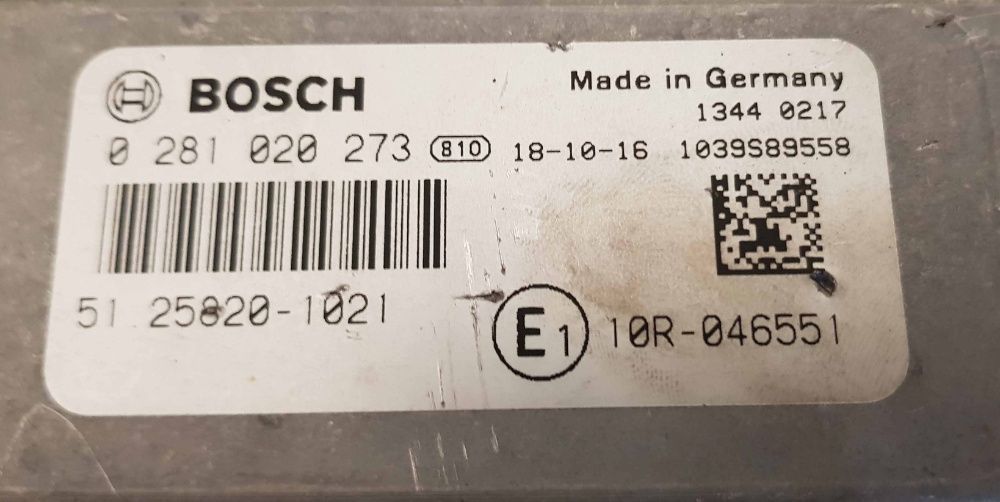 BOSCH
Made in Germany
1344 0217
0 281 020 273 810 18-10-16 1039S89558
51 25820-1021
E1 10R-046551